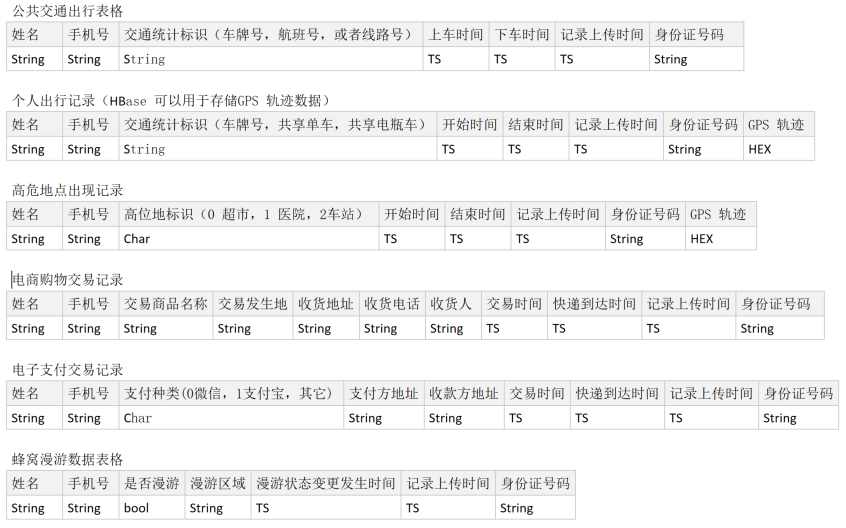 公共交通出行表格
姓名 手机号 交通统计标识（车牌号，航班号，或者线路号） 上车时间 下车时间 记录上传时间 身份证号码
String String String TS TS TS String
个人出行记录（HBase 可以用于存储GPS 轨迹数据）
姓名 手机号 交通统计标识（车牌号，共享单车，共享电瓶车） 开始时间 结束时间 记录上传时间 身份证号码 GPS 轨迹
String String String TS TS TS String HEX
高危地点出现记录
姓名 手机号 高位地标识（0 超市，1 医院，2车站） 开始时间 结束时间 记录上传时间 身份证号码 GPS 轨迹
String String Char TS TS TS String HEX
电商购物交易记录
姓名 手机号 交易商品名称 交易发生地 收货地址 收货电话 收货人 交易时间 快递到达时间 记录上传时间 身份证号码
String String String String String String String TS TS TS String
电子支付交易记录
姓名 手机号 支付种类(0微信，1支付宝，其它) 支付方地址 收款方地址 交易时间 快递到达时间 记录上传时间 身份证号码
String String Char String String TS TS TS String
蜂窝漫游数据表格
姓名 手机号 是否漫游 漫游区域 漫游状态变更发生时间 记录上传时间 身份证号码
String String bool String TS TS String